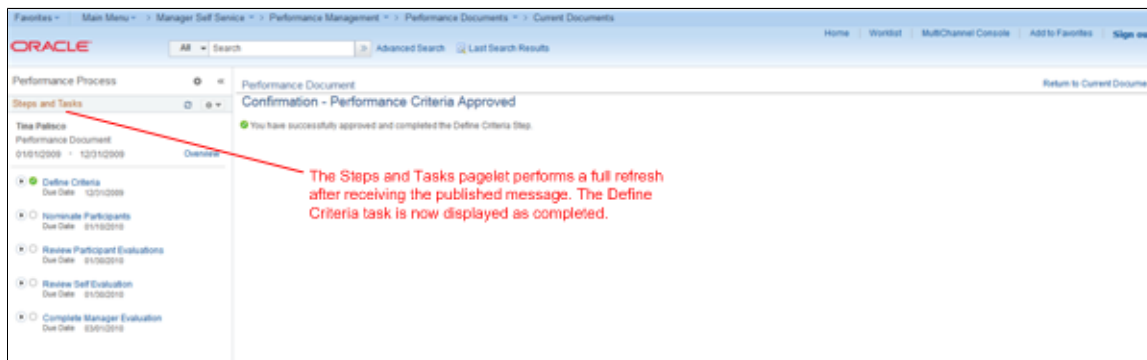 Favorites Main Menu > Manager Self Service > Performance Management > Performance Documents > Current Documents
Home Worklist MultiChannel Console Add to Favorites Sign ou
ORACLE All Search Advanced Search Last Search Results
Performance Process
Performance Document Return to Current Docume
Steps and Tasks
Confirmation - Performance Criteria Approved
You have successfully approved and completed the Define Criteria Step.
Tina Palisco
Performance Document
01/01/2009 - 12/31/2009 Overview
The Steps and Tasks pagelet performs a full refresh
after receiving the published message. The Define
Criteria task is now displayed as completed.
Define Criteria
Due Date 12/31/2009
Nominate Participants
Due Date 01/10/2010
Review Participant Evaluations
Due Date 01/30/2010
Review Self Evaluation
Due Date 01/30/2010
Complete Manager Evaluation
Due Date 03/01/2010